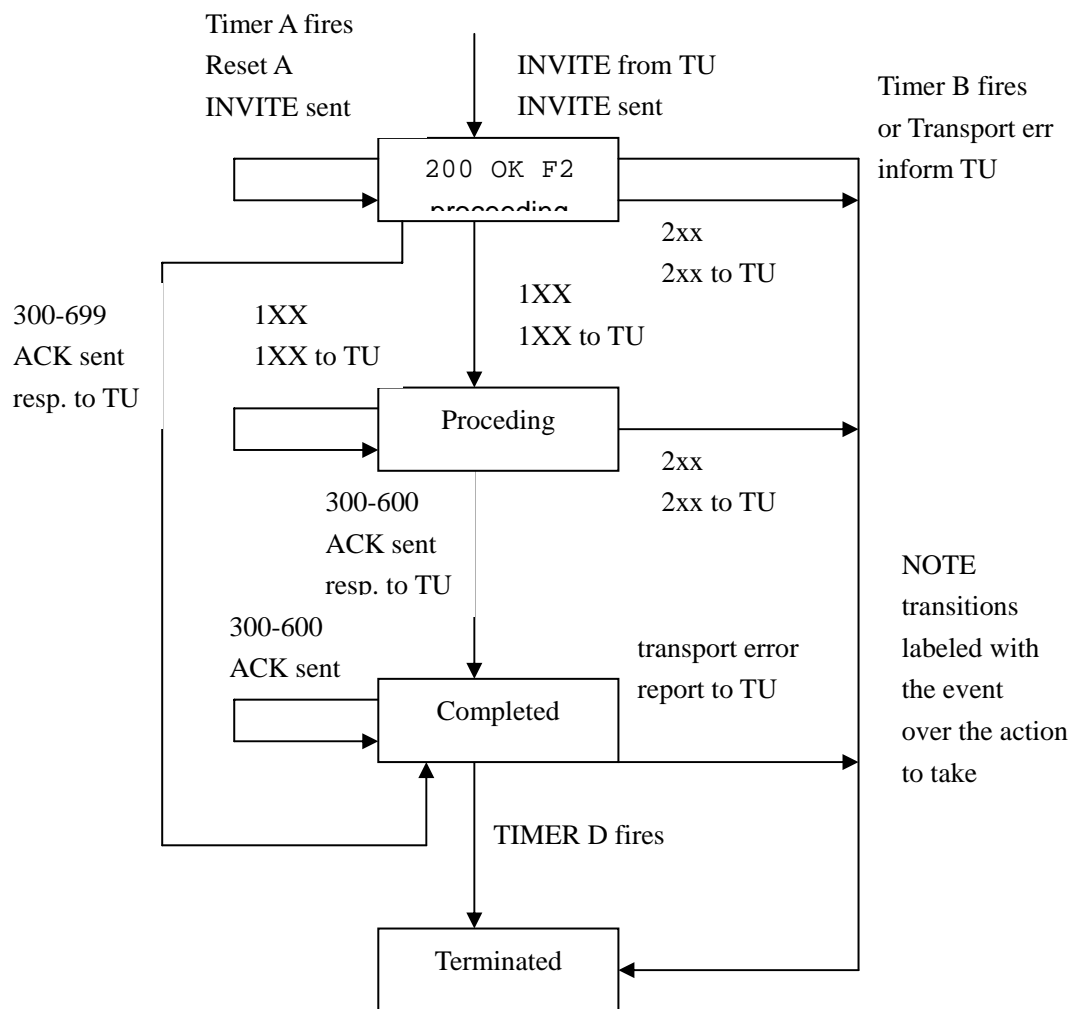 Timer A fires
Reset A
INVITE sent
INVITE from TU
INVITE sent
Timer B fires
or Transport err
inform TU
200 OK F2
proceeding
2xx
2xx to TU
300-699
ACK sent
resp. to TU
1XX
1XX to TU
1XX
1XX to TU
Proceding
2xx
2xx to TU
300-600
ACK sent
resp. to TU
NOTE
transitions
labeled with
the event
over the action
to take
300-600
ACK sent
transport error
report to TU
Completed
TIMER D fires
Terminated